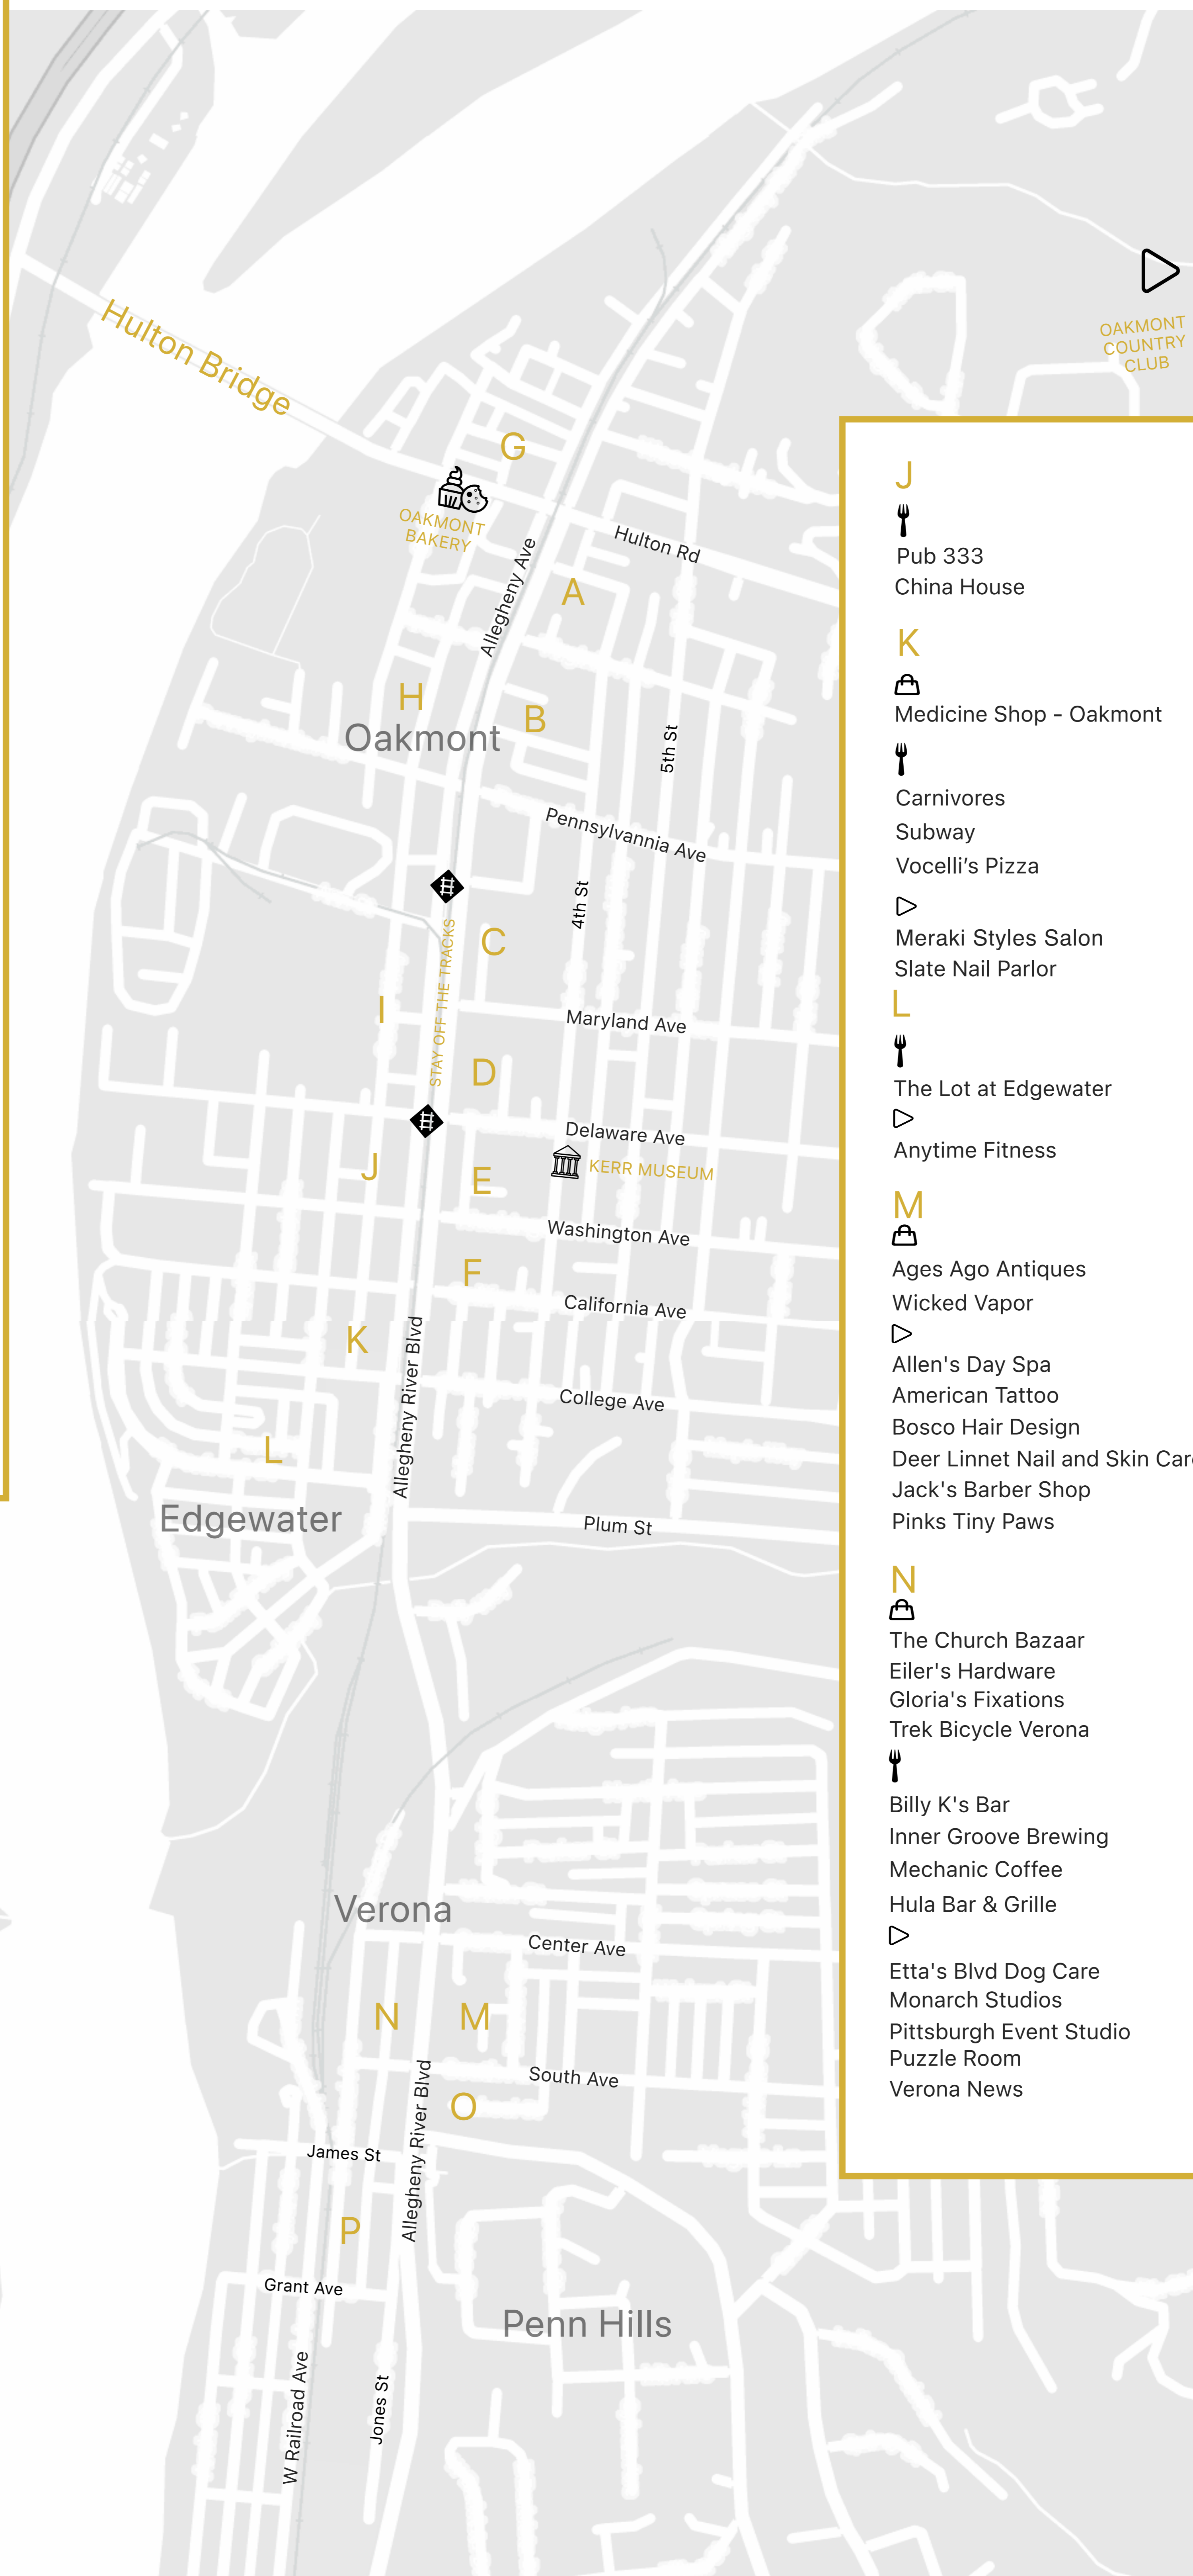 Hulton Bridge
OAKMONT
COUNTRY
CLUB
G
OAKMONT
BAKERY
Hulton Rd
Allegheny Ave
A
H
B
Oakmont
5th St
Pennsylvannia Ave
4th St
C
STAY OFF THE TRACKS
I
Maryland Ave
D
Delaware Ave
J
E
KERR MUSEUM
Washington Ave
F
California Ave
K
Allegheny River Blvd
College Ave
L
Edgewater
Plum St
Verona
Center Ave
N
M
South Ave
O
Allegheny River Blvd
James St
P
Grant Ave
Penn Hills
W Railroad Ave
Jones St
J
Pub 333
China House
K
Medicine Shop - Oakmont
Carnivores
Subway
Vocelli’s Pizza
Meraki Styles Salon
Slate Nail Parlor
L
The Lot at Edgewater
Anytime Fitness
M
Ages Ago Antiques
Wicked Vapor
Allen's Day Spa
American Tattoo
Bosco Hair Design
Deer Linnet Nail and Skin Car
Jack's Barber Shop
Pinks Tiny Paws
N
The Church Bazaar
Eiler's Hardware
Gloria's Fixations
Trek Bicycle Verona
Billy K's Bar
Inner Groove Brewing
Mechanic Coffee
Hula Bar & Grille
Etta's Blvd Dog Care
Monarch Studios
Pittsburgh Event Studio
Puzzle Room
Verona News